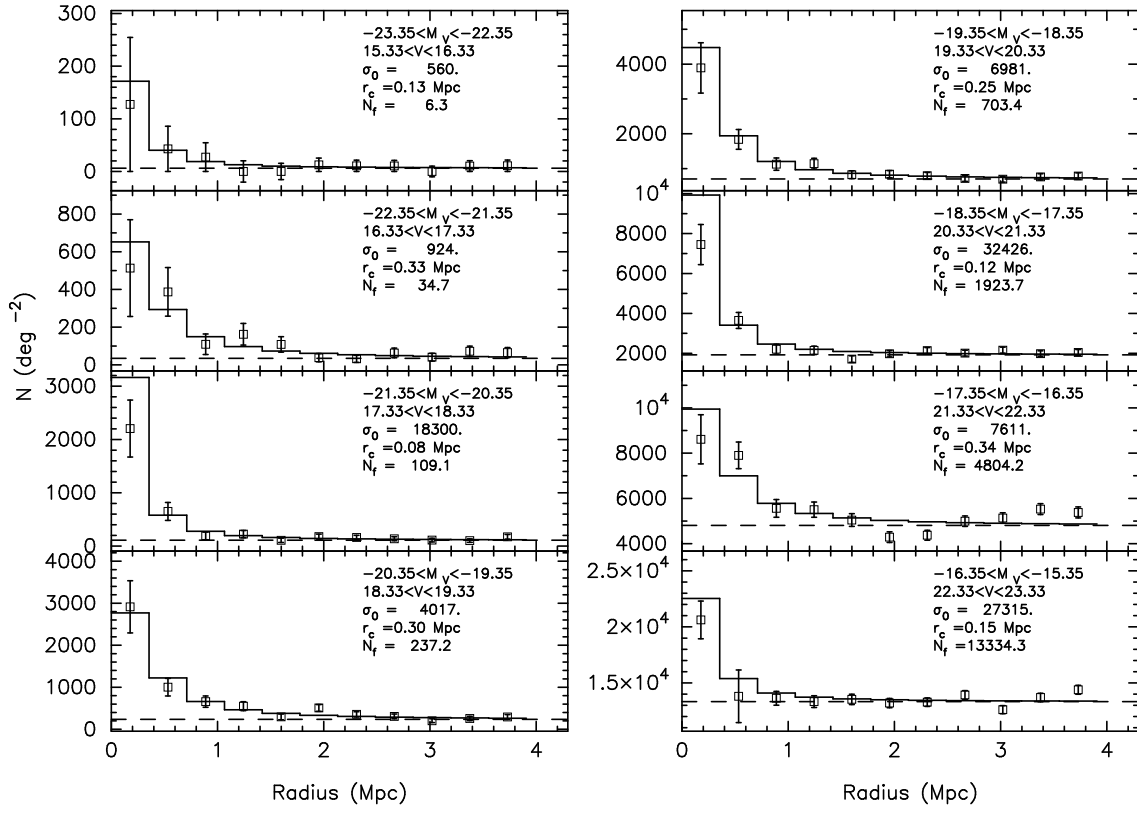 300
200
100
0
−23.35<M_V<−22.35
15.33<V<16.33
σ_0 = 560.
r_c =0.13 Mpc
N_f = 6.3
800
600
400
200
0
−22.35<M_V<−21.35
16.33<V<17.33
σ_0 = 924.
r_c =0.33 Mpc
N_f = 34.7
3000
2000
1000
0
−21.35<M_V<−20.35
17.33<V<18.33
σ_0 = 18300.
r_c =0.08 Mpc
N_f = 109.1
4000
3000
2000
1000
0
−20.35<M_V<−19.35
18.33<V<19.33
σ_0 = 4017.
r_c =0.30 Mpc
N_f = 237.2
N (deg⁻²)
0 1 2 3 4
Radius (Mpc)
4000
2000
−19.35<M_V<−18.35
19.33<V<20.33
σ_0 = 6981.
r_c =0.25 Mpc
N_f = 703.4
10⁴
8000
6000
4000
2000
−18.35<M_V<−17.35
20.33<V<21.33
σ_0 = 32426.
r_c =0.12 Mpc
N_f = 1923.7
10⁴
8000
6000
4000
−17.35<M_V<−16.35
21.33<V<22.33
σ_0 = 7611.
r_c =0.34 Mpc
N_f = 4804.2
2.5×10⁴
2×10⁴
1.5×10⁴
−16.35<M_V<−15.35
22.33<V<23.33
σ_0 = 27315.
r_c =0.15 Mpc
N_f =13334.3
0 1 2 3 4
Radius (Mpc)